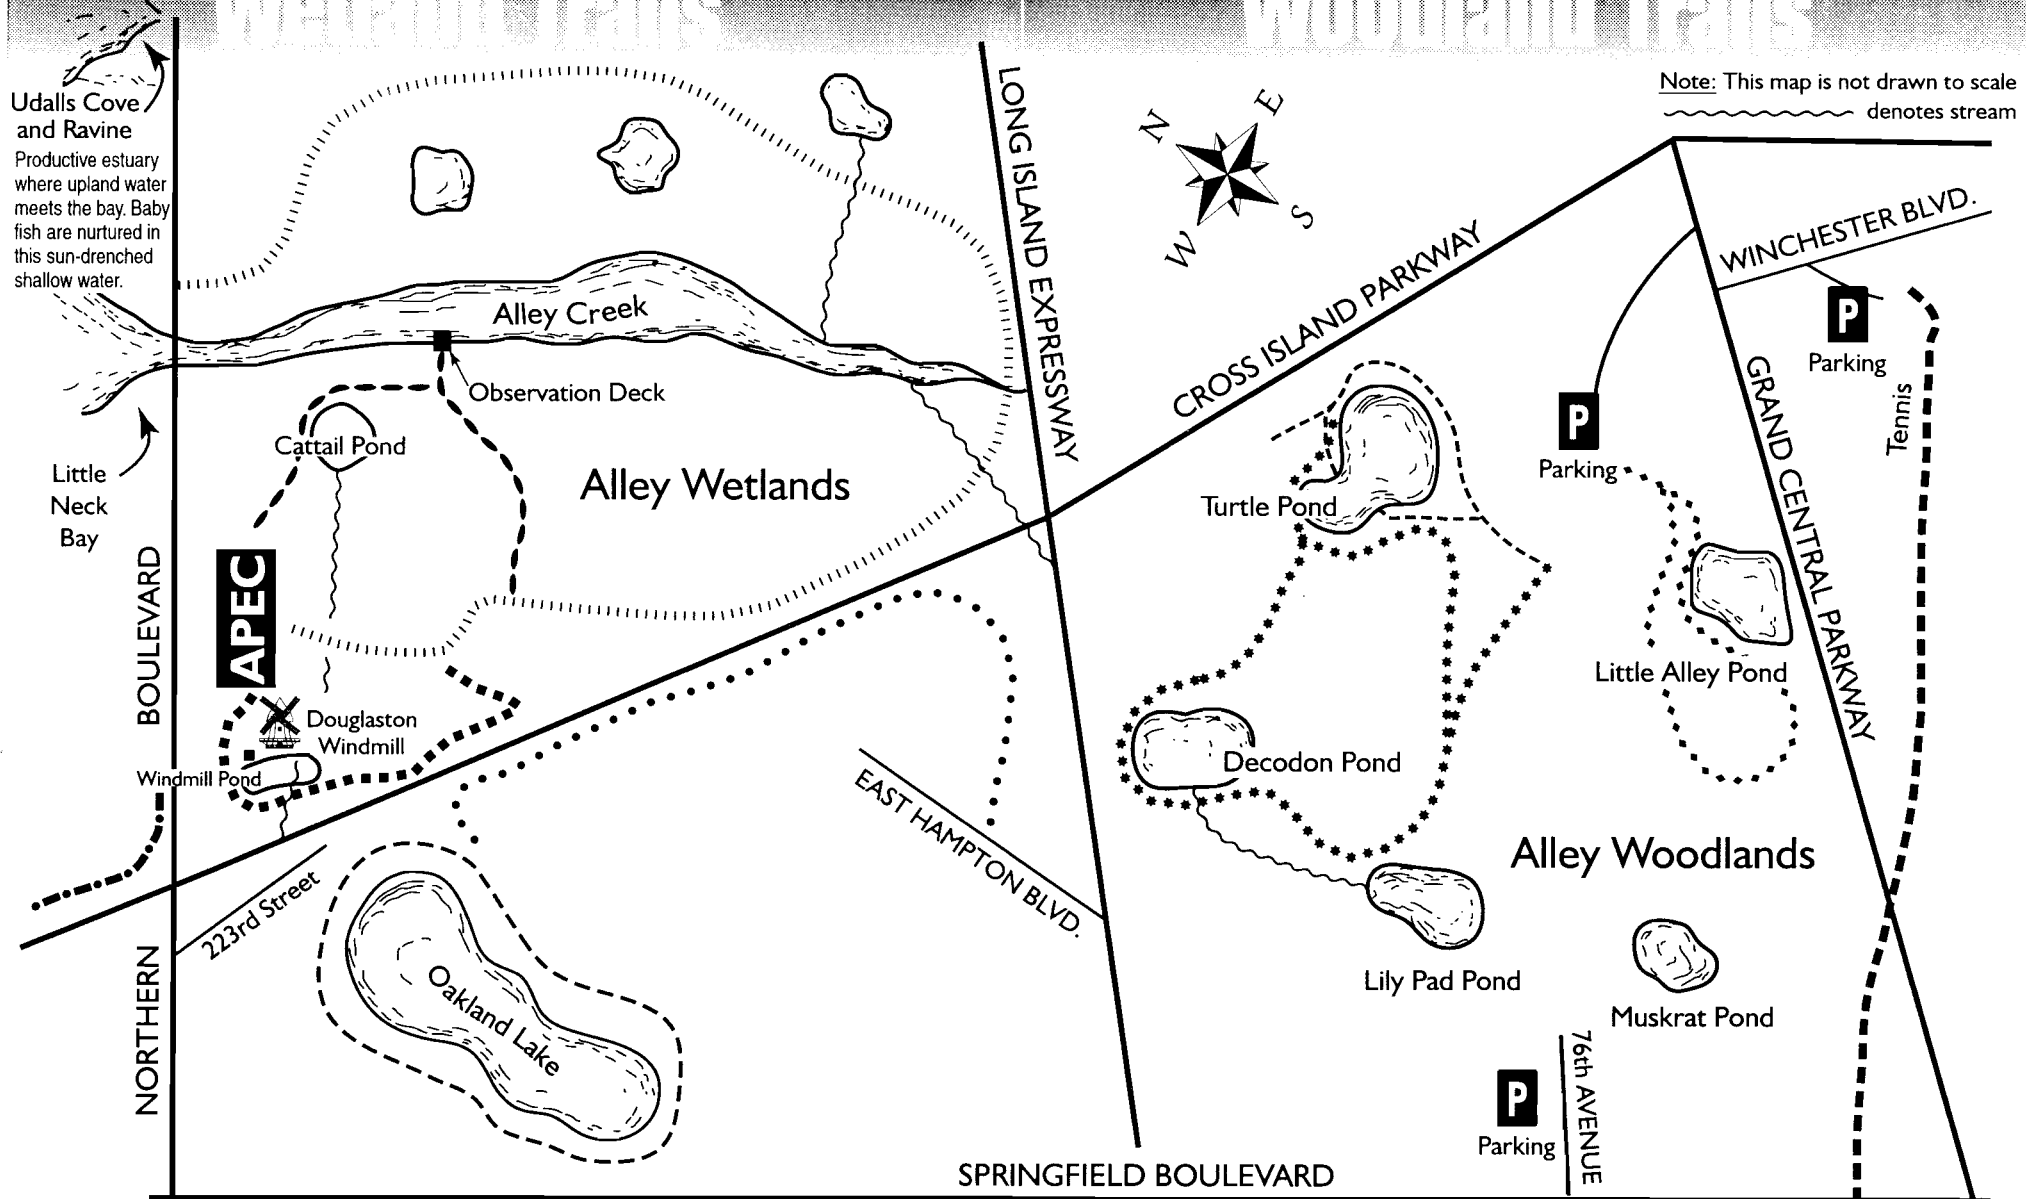 Wetland Trails
Woodland Trails
Note: This map is not drawn to scale
denotes stream
Udalls Cove
and Ravine
Productive estuary
where upland water
meets the bay. Baby
fish are nurtured in
this sun-drenched
shallow water.
N
E
S
W
LONG ISLAND EXPRESSWAY
CROSS ISLAND PARKWAY
WINCHESTER BLVD.
P
Parking
Tennis
GRAND CENTRAL PARKWAY
P
Parking
Alley Creek
Observation Deck
Cattail Pond
Alley Wetlands
Little
Neck
Bay
Turtle Pond
APEC
NORTHERN BOULEVARD
Douglaston
Windmill
Windmill Pond
Little Alley Pond
Decodon Pond
EAST HAMPTON BLVD.
Alley Woodlands
223rd Street
Oakland Lake
Lily Pad Pond
Muskrat Pond
76th AVENUE
P
Parking
SPRINGFIELD BOULEVARD